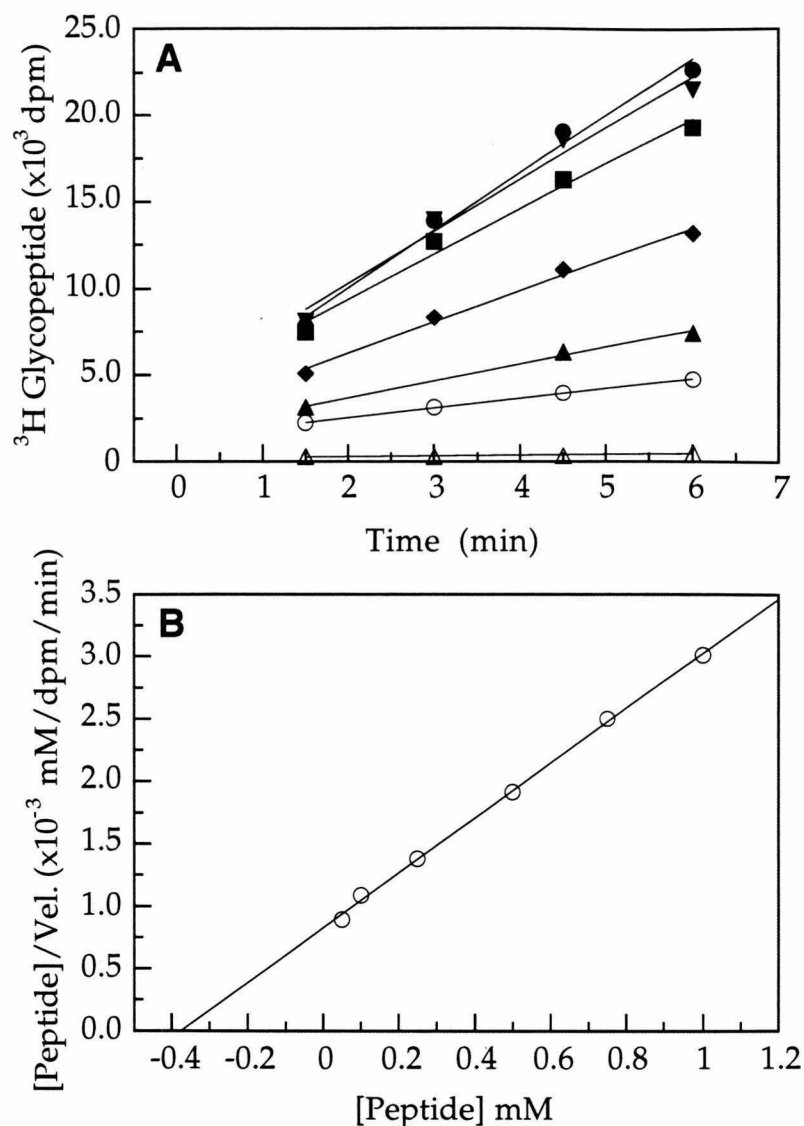 A
³H Glycopeptide (x10³ dpm)
25.0
20.0
15.0
10.0
5.0
0
0 1 2 3 4 5 6 7
Time (min)
B
[Peptide]/Vel. (x10⁻³ mM/dpm/min)
3.5
3.0
2.5
2.0
1.5
1.0
0.5
0.0
-0.4 -0.2 0 0.2 0.4 0.6 0.8 1 1.2
[Peptide] mM